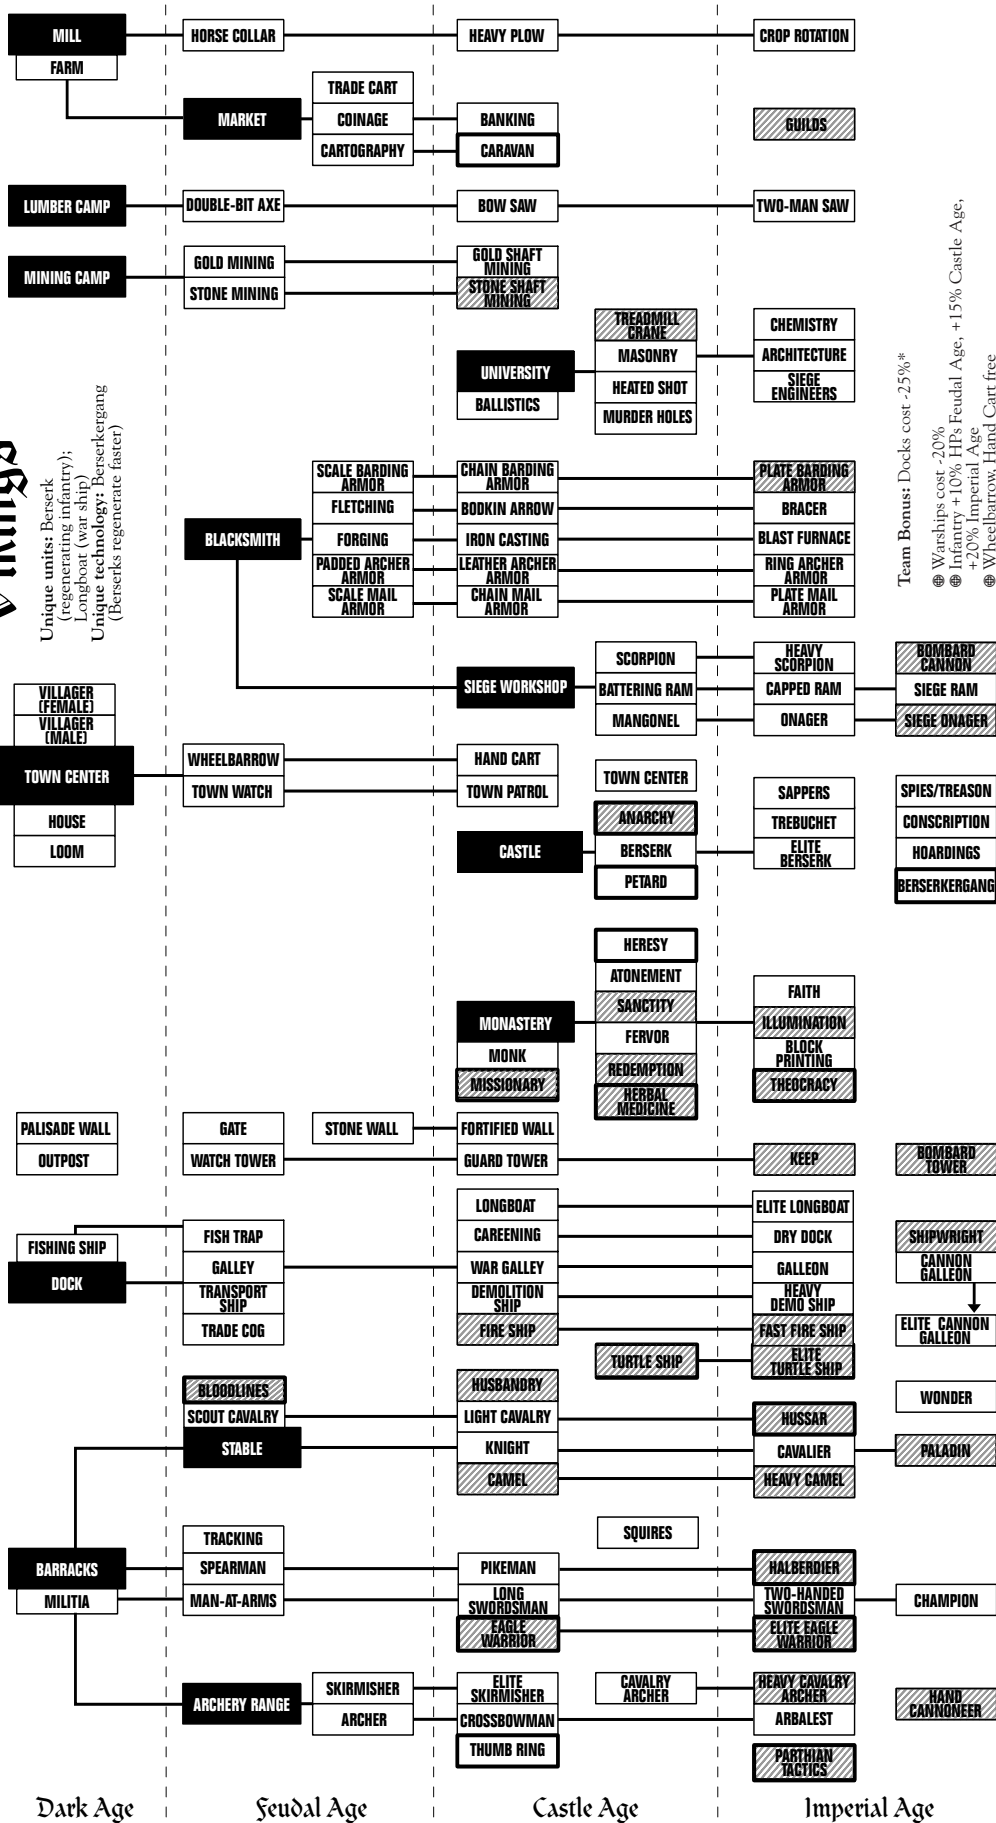 MILL
HORSE COLLAR
HEAVY PLOW
CROP ROTATION
FARM
TRADE CART
MARKET
COINAGE
BANKING
GUILDS
CARTOGRAPHY
CARAVAN
LUMBER CAMP
DOUBLE-BIT AXE
BOW SAW
TWO-MAN SAW
MINING CAMP
GOLD MINING
GOLD SHAFT
MINING
STONE MINING
STONE SHAFT
MINING
TREADMILL
CRANE
CHEMISTRY
UNIVERSITY
MASONRY
ARCHITECTURE
HEATED SHOT
SIEGE
ENGINEERS
BALLISTICS
MURDER HOLES
Vikings
Unique units: Berserk
(regenerating infantry);
Longboat (war ship)
Unique technology: Berserkergang
(Berserks regenerate faster)
Team Bonus: Docks cost -25%*
Warships cost -20%
Infantry +10% HPs Feudal Age, +15% Castle Age,
+20% Imperial Age
Wheelbarrow, Hand Cart free
BLACKSMITH
SCALE BARDING
ARMOR
CHAIN BARDING
ARMOR
PLATE BARDING
ARMOR
FLETCHING
BODKIN ARROW
BRACER
FORGING
IRON CASTING
BLAST FURNACE
PADDED ARCHER
ARMOR
LEATHER ARCHER
ARMOR
RING ARCHER
ARMOR
SCALE MAIL
ARMOR
CHAIN MAIL
ARMOR
PLATE MAIL
ARMOR
SIEGE WORKSHOP
SCORPION
HEAVY
SCORPION
BOMBARD
CANNON
BATTERING RAM
CAPPED RAM
SIEGE RAM
MANGONEL
ONAGER
SIEGE ONAGER
VILLAGER
(FEMALE)
VILLAGER
(MALE)
TOWN CENTER
WHEELBARROW
HAND CART
TOWN WATCH
TOWN PATROL
HOUSE
LOOM
TOWN CENTER
CASTLE
ANARCHY
BERSERK
PETARD
SAPPERS
TREBUCHET
ELITE
BERSERK
SPIES/TREASON
CONSCRIPTION
HOARDINGS
BERSERKERGANG
MONASTERY
MONK
MISSIONARY
HERESY
ATONEMENT
SANCTITY
FERVOR
REDEMPTION
HERBAL
MEDICINE
FAITH
ILLUMINATION
BLOCK
PRINTING
THEOCRACY
PALISADE WALL
GATE
STONE WALL
FORTIFIED WALL
OUTPOST
WATCH TOWER
GUARD TOWER
KEEP
BOMBARD
TOWER
FISHING SHIP
DOCK
FISH TRAP
GALLEY
TRANSPORT
SHIP
TRADE COG
LONGBOAT
CAREENING
WAR GALLEY
DEMOLITION
SHIP
FIRE SHIP
TURTLE SHIP
ELITE LONGBOAT
DRY DOCK
GALLEON
HEAVY
DEMO SHIP
FAST FIRE SHIP
ELITE
TURTLE SHIP
SHIPWRIGHT
CANNON
GALLEON
ELITE CANNON
GALLEON
WONDER
BLOODLINES
SCOUT CAVALRY
STABLE
HUSBANDRY
LIGHT CAVALRY
KNIGHT
CAMEL
HUSSAR
CAVALIER
HEAVY CAMEL
PALADIN
BARRACKS
MILITIA
TRACKING
SPEARMAN
MAN-AT-ARMS
SQUIRES
PIKEMAN
LONG
SWORDSMAN
EAGLE
WARRIOR
HALBERDIER
TWO-HANDED
SWORDSMAN
ELITE EAGLE
WARRIOR
CHAMPION
ARCHERY RANGE
SKIRMISHER
ARCHER
ELITE
SKIRMISHER
CROSSBOWMAN
THUMB RING
CAVALRY
ARCHER
HEAVY CAVALRY
ARCHER
ARBALEST
PARTHIAN
TACTICS
HAND
CANNONEER
Dark Age
Feudal Age
Castle Age
Imperial Age